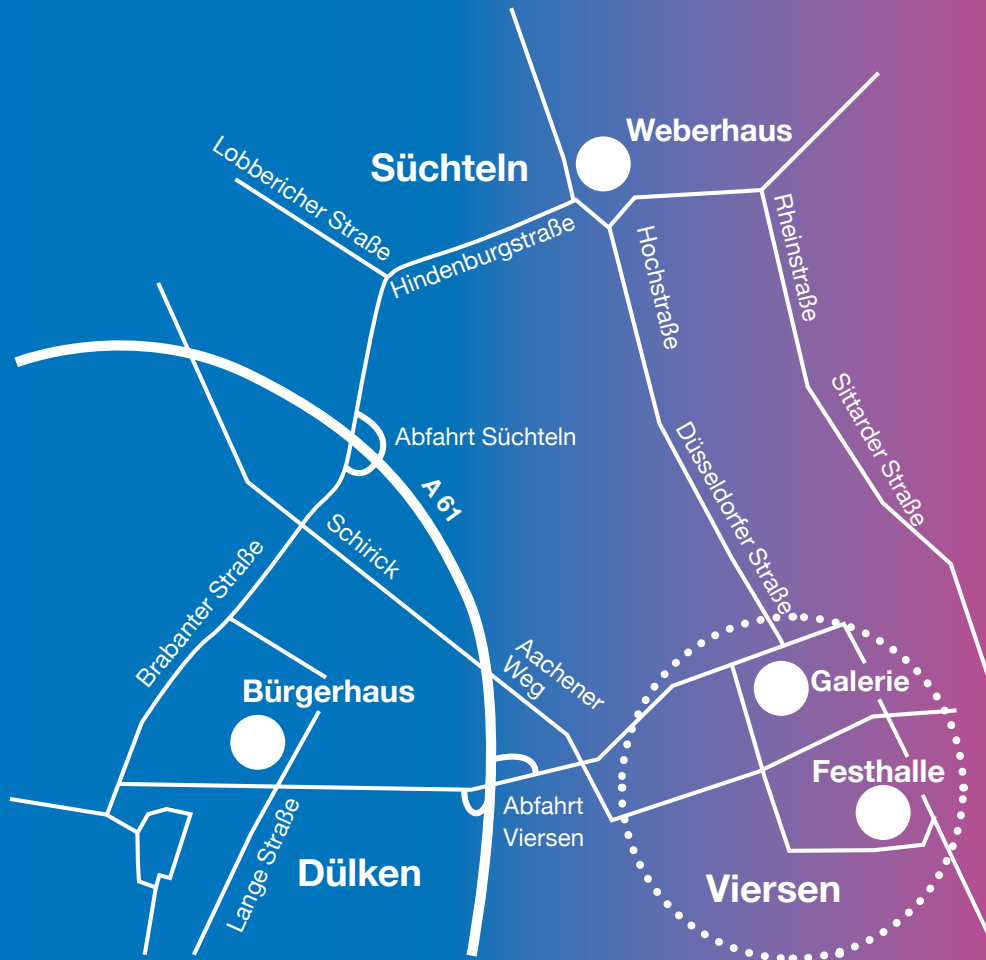 Weberhaus
Süchteln
Lobbericher Straße
Hindenburgstraße
Hochstraße
Rheinstraße
Sittarder Straße
Abfahrt Süchteln
A 61
Düsseldorfer Straße
Schirick
Brabanter Straße
Aachener
Weg
Bürgerhaus
Galerie
Festhalle
Abfahrt
Viersen
Lange Straße
Dülken
Viersen